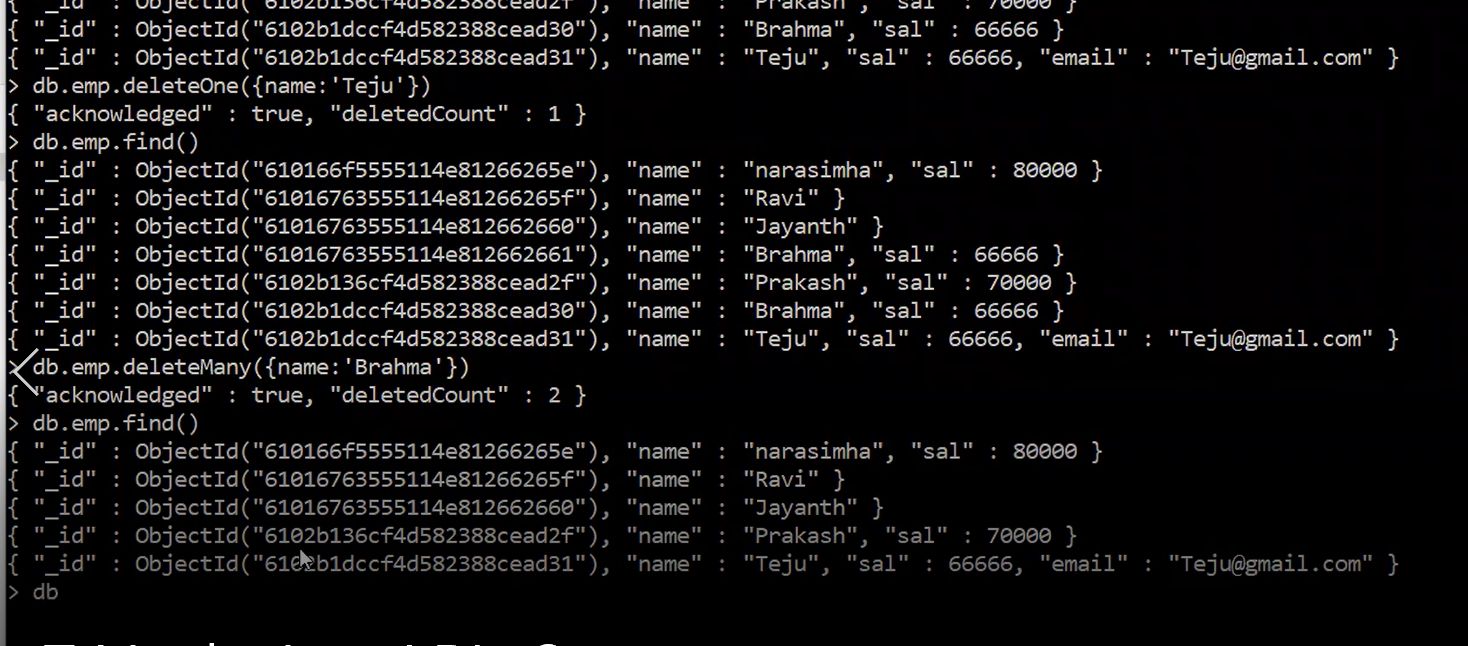 { "_id" : ObjectId("6102b136cf4d582388cead2f"), "name" : "Prakash", "sal" : 70000 }
{ "_id" : ObjectId("6102b1dccf4d582388cead30"), "name" : "Brahma", "sal" : 66666 }
{ "_id" : ObjectId("6102b1dccf4d582388cead31"), "name" : "Teju", "sal" : 66666, "email" : "Teju@gmail.com" }
> db.emp.deleteOne({name:'Teju'})
{ "acknowledged" : true, "deletedCount" : 1 }
> db.emp.find()
{ "_id" : ObjectId("610166f5555114e81266265e"), "name" : "narasimha", "sal" : 80000 }
{ "_id" : ObjectId("61016763555114e81266265f"), "name" : "Ravi" }
{ "_id" : ObjectId("61016763555114e812662660"), "name" : "Jayanth" }
{ "_id" : ObjectId("61016763555114e812662661"), "name" : "Brahma", "sal" : 66666 }
{ "_id" : ObjectId("6102b136cf4d582388cead2f"), "name" : "Prakash", "sal" : 70000 }
{ "_id" : ObjectId("6102b1dccf4d582388cead30"), "name" : "Brahma", "sal" : 66666 }
{ "_id" : ObjectId("6102b1dccf4d582388cead31"), "name" : "Teju", "sal" : 66666, "email" : "Teju@gmail.com" }
> db.emp.deleteMany({name:'Brahma'})
{ "acknowledged" : true, "deletedCount" : 2 }
> db.emp.find()
{ "_id" : ObjectId("610166f5555114e81266265e"), "name" : "narasimha", "sal" : 80000 }
{ "_id" : ObjectId("61016763555114e81266265f"), "name" : "Ravi" }
{ "_id" : ObjectId("61016763555114e812662660"), "name" : "Jayanth" }
{ "_id" : ObjectId("6102b136cf4d582388cead2f"), "name" : "Prakash", "sal" : 70000 }
{ "_id" : ObjectId("6102b1dccf4d582388cead31"), "name" : "Teju", "sal" : 66666, "email" : "Teju@gmail.com" }
> db